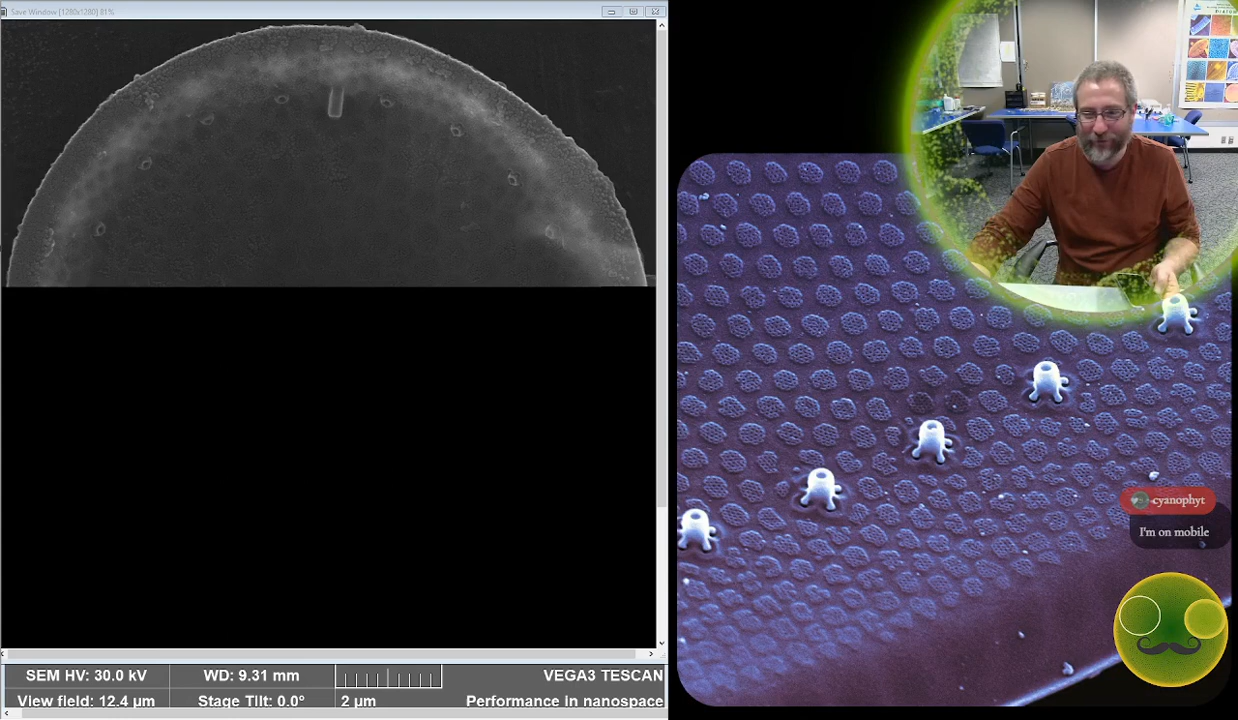 Save Window [1280x1280] 81%
SEM HV: 30.0 kV
WD: 9.31 mm
VEGA3 TESCAN
View field: 12.4 µm
Stage Tilt: 0.0°
2 µm
Performance in nanospace
cyanophyt
I'm on mobile